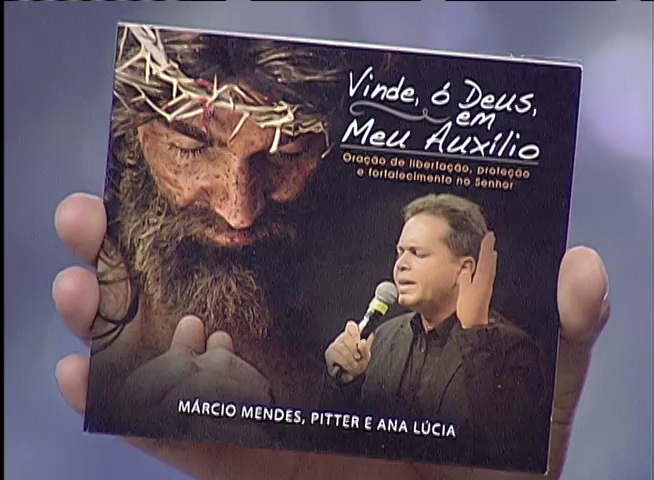 Vinde, ó Deus,
em
Meu Auxílio
Oração de libertação, proteção
e fortalecimento no Senhor
MÁRCIO MENDES, PITTER E ANA LÚCIA